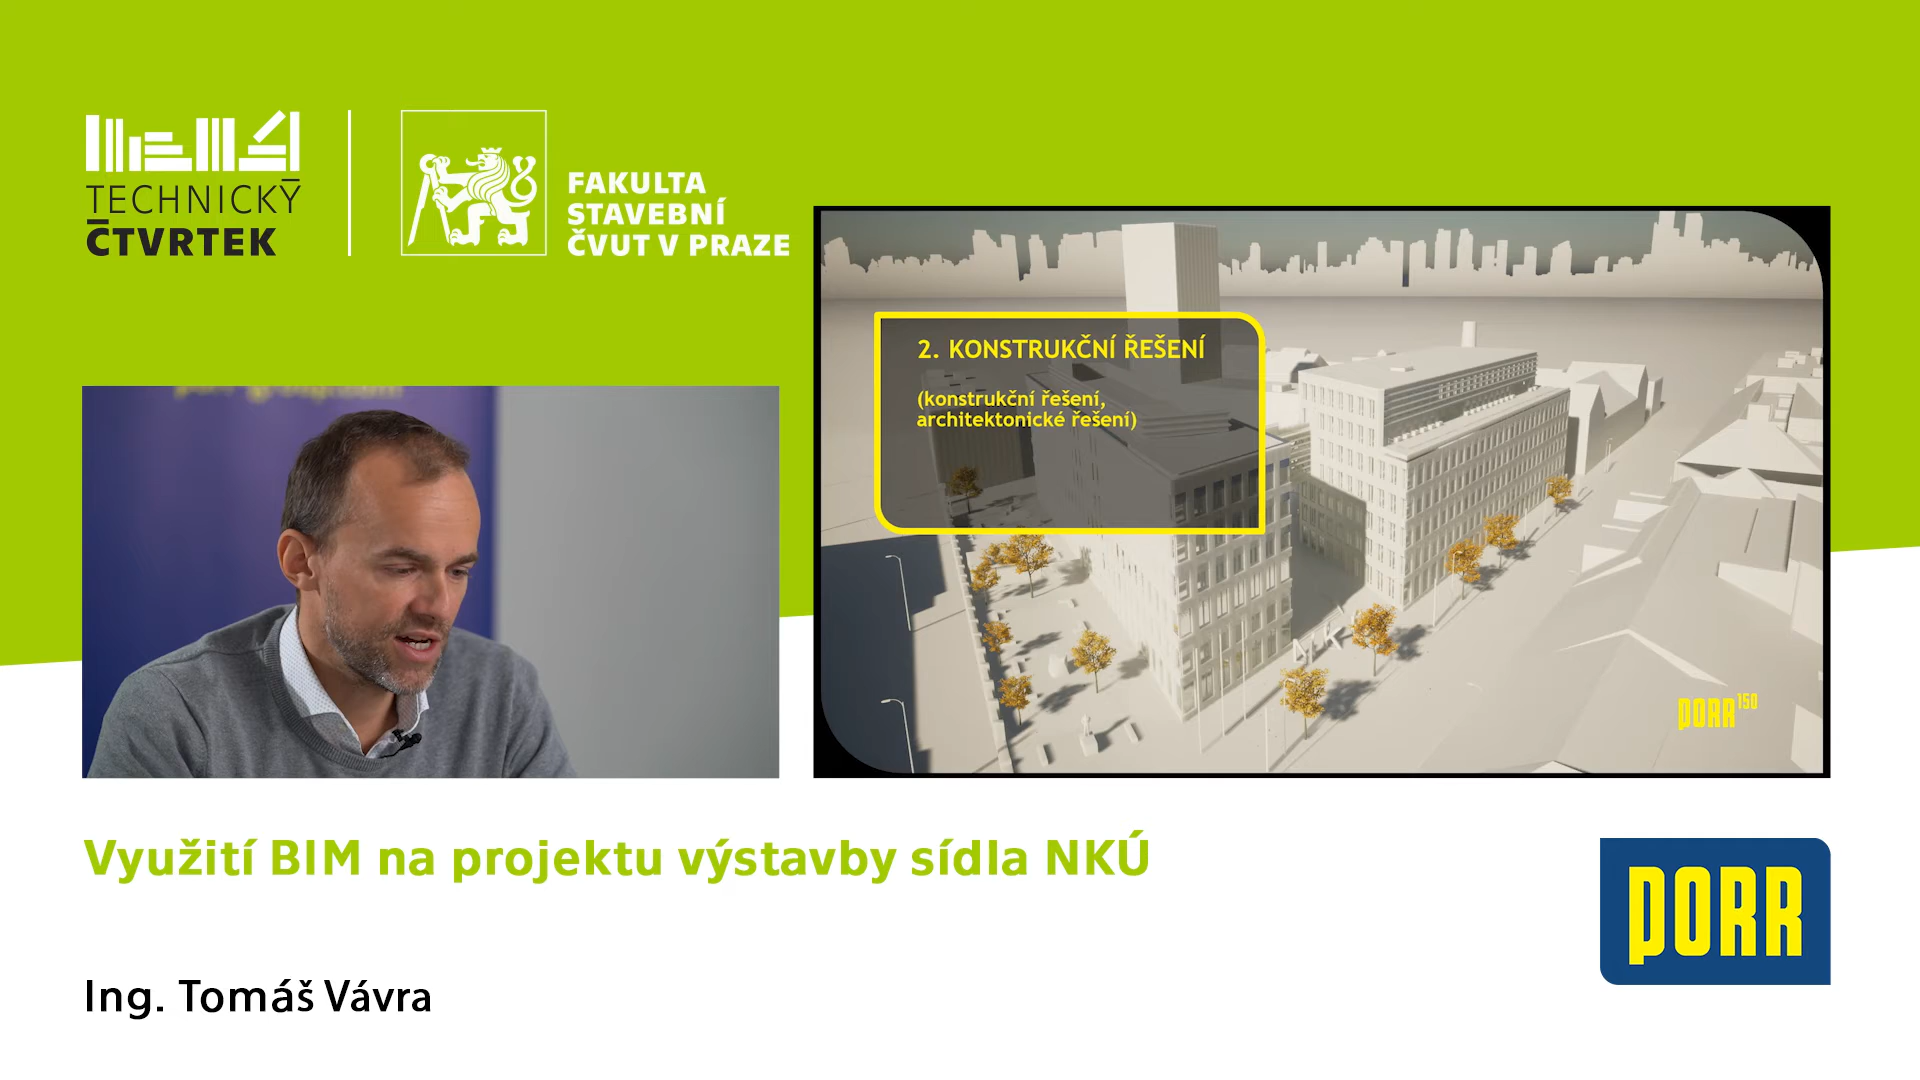 TECHNICKÝ
ČTVRTEK
FAKULTA
STAVEBNÍ
ČVUT V PRAZE
2. KONSTRUKČNÍ ŘEŠENÍ
(konstrukční řešení,
architektonické řešení)
NKÚ
PORR 150
Využití BIM na projektu výstavby sídla NKÚ
PORR
Ing. Tomáš Vávra